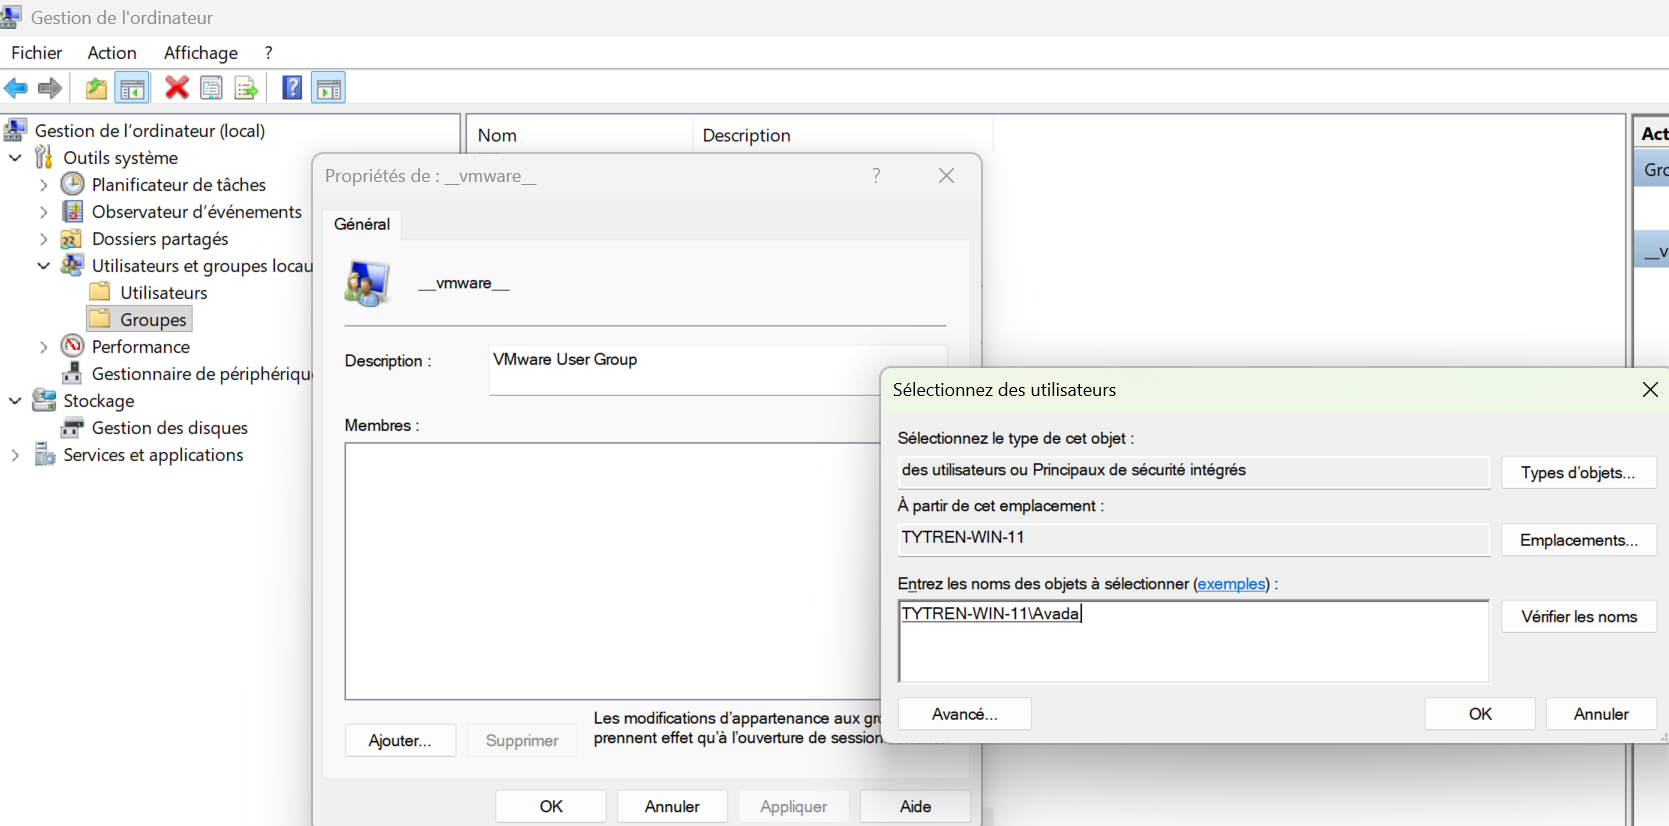 Gestion de l'ordinateur
Fichier Action Affichage ?
Gestion de l'ordinateur (local)
Outils système
Planificateur de tâches
Observateur d'événements
Dossiers partagés
Utilisateurs et groupes locau
Utilisateurs
Groupes
Performance
Gestionnaire de périphériqu
Stockage
Gestion des disques
Services et applications
Nom Description
Propriétés de : __vmware__ ?
Général
__vmware__
Description : VMware User Group
Membres :
Ajouter... Supprimer
Les modifications d'appartenance aux gr
prennent effet qu'à l'ouverture de session
OK Annuler Appliquer Aide
Sélectionnez des utilisateurs
Sélectionnez le type de cet objet :
des utilisateurs ou Principaux de sécurité intégrés Types d'objets...
À partir de cet emplacement :
TYTREN-WIN-11 Emplacements...
Entrez les noms des objets à sélectionner (exemples) :
TYTREN-WIN-11\Avada Vérifier les noms
Avancé... OK Annuler
Act
Gro
__v